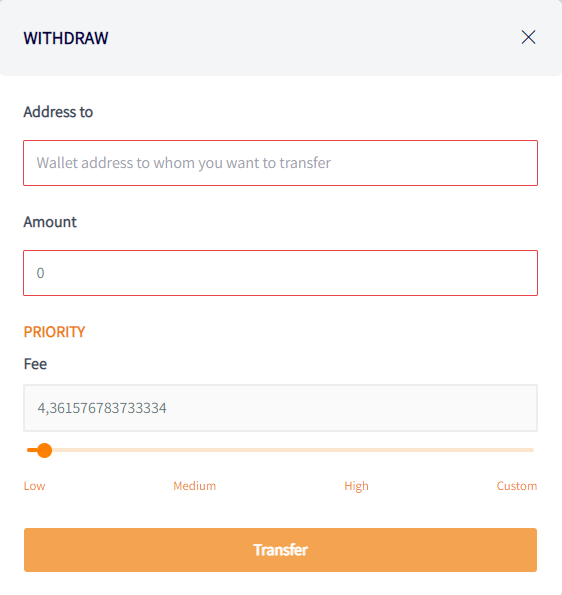 WITHDRAW
Address to
Wallet address to whom you want to transfer
Amount
0
PRIORITY
Fee
4,361576783733334
Low Medium High Custom
Transfer